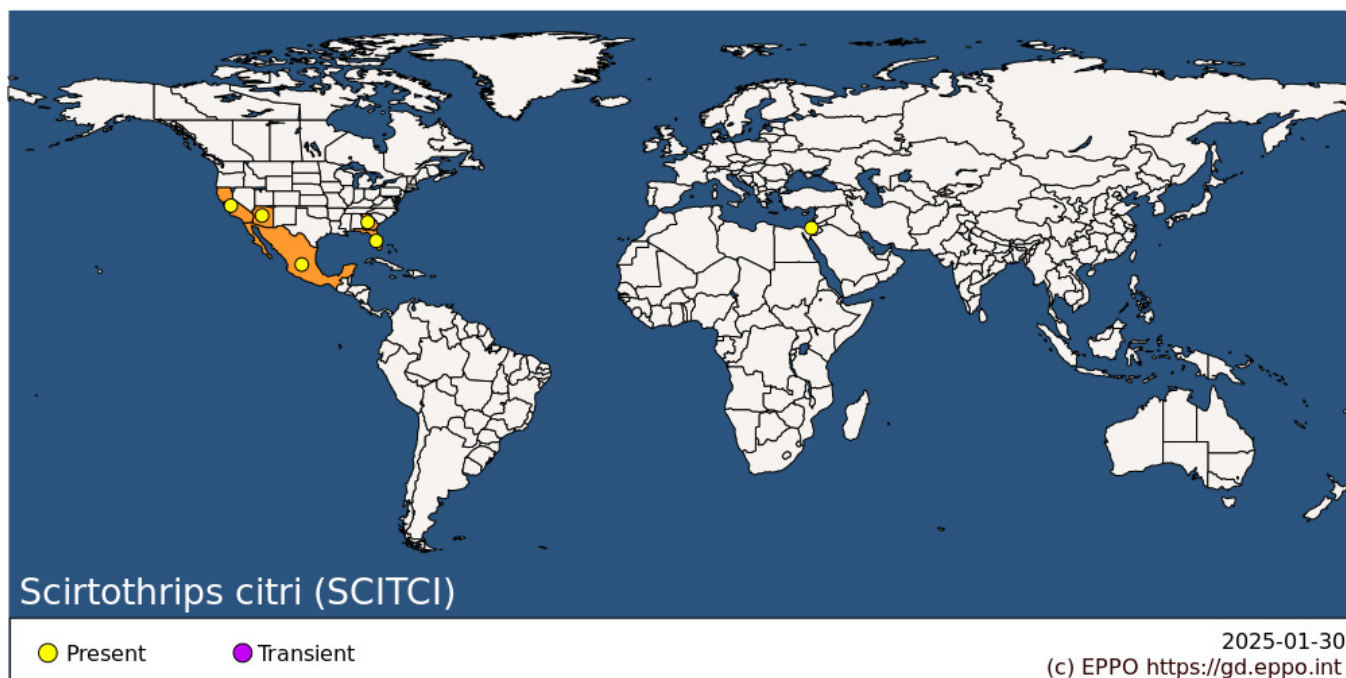 Scirtothrips citri (SCITCI)
Present
Transient
2025-01-30
(c) EPPO https://gd.eppo.int